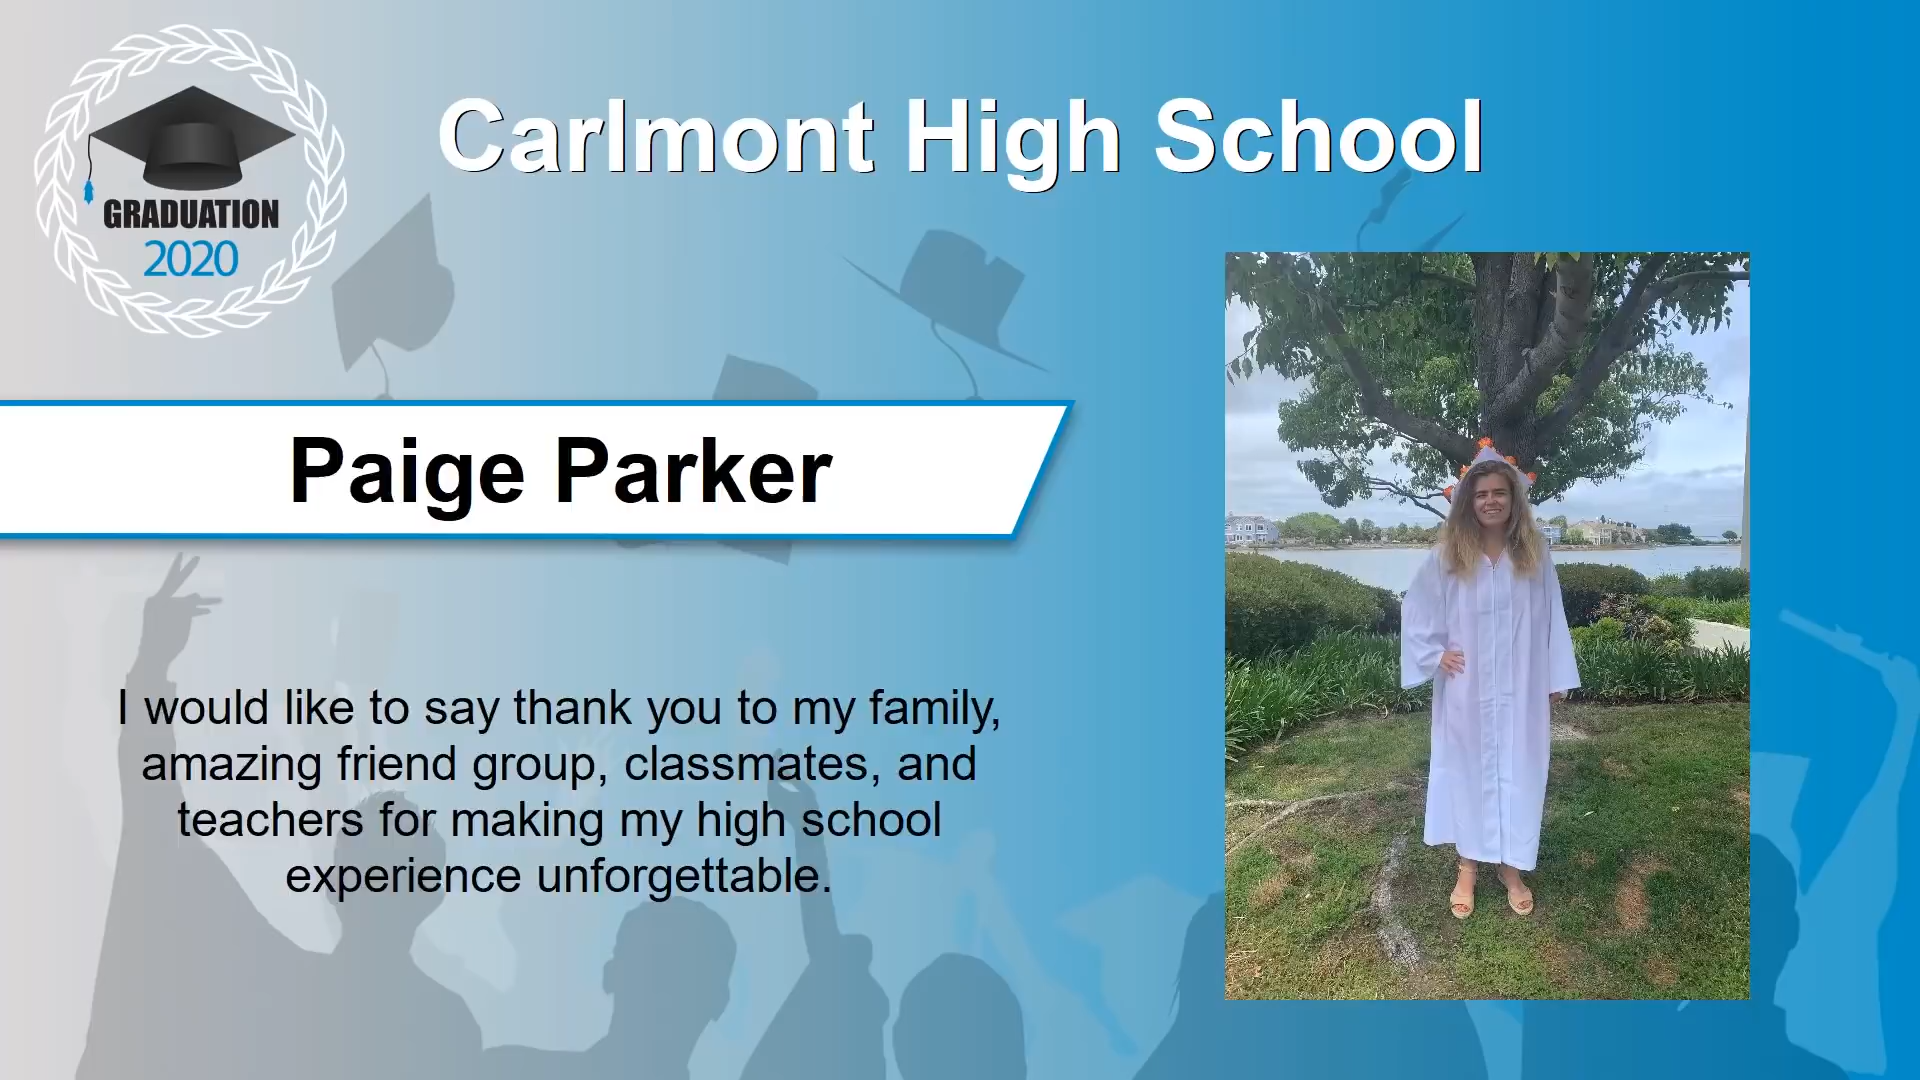 Carlmont High School
GRADUATION
2020
Paige Parker
I would like to say thank you to my family,
amazing friend group, classmates, and
teachers for making my high school
experience unforgettable.